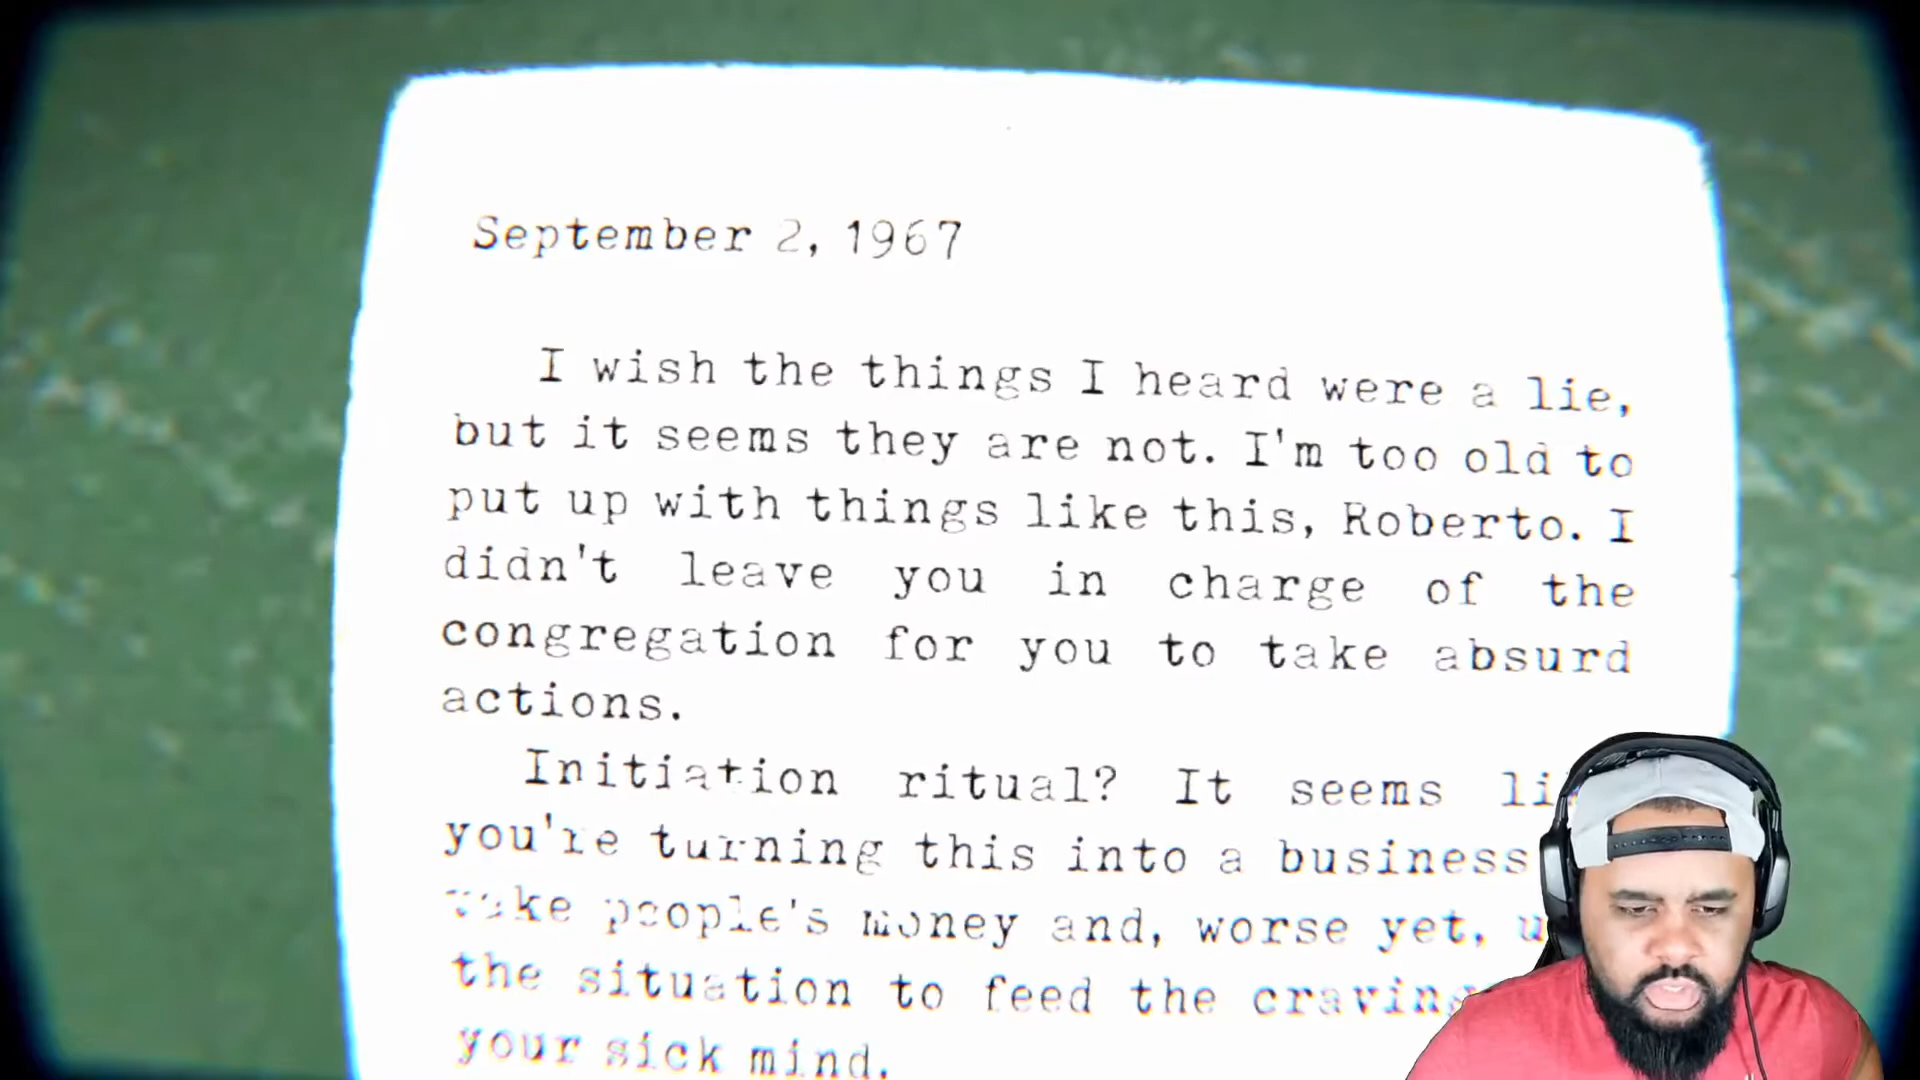 September 2, 1967
I wish the things I heard were a lie,
but it seems they are not. I'm too old to
put up with things like this, Roberto. I
didn't leave you in charge of the
congregation for you to take absurd
actions.
Initiation ritual? It seems
you're turning this into a business
people's money and, worse yet,
the situation to feed the
your sick mind.